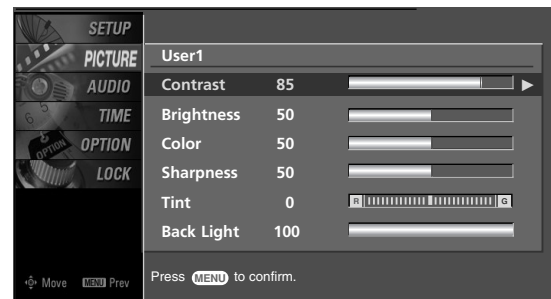 SETUP
PICTURE
AUDIO
TIME
OPTION
LOCK
Move MENU Prev
User1
Contrast 85
Brightness 50
Color 50
Sharpness 50
Tint 0 R G
Back Light 100
Press MENU to confirm.